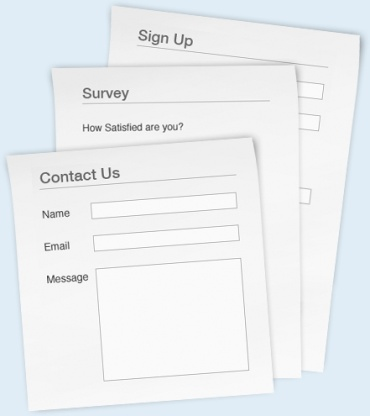 Sign Up
Survey
How Satisfied are you?
Contact Us
Name
Email
Message